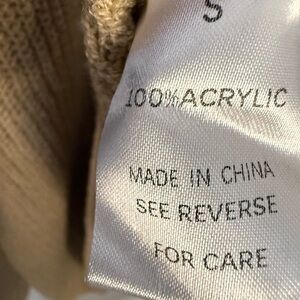 S
100%ACRYLIC
MADE IN CHINA
SEE REVERSE
FOR CARE